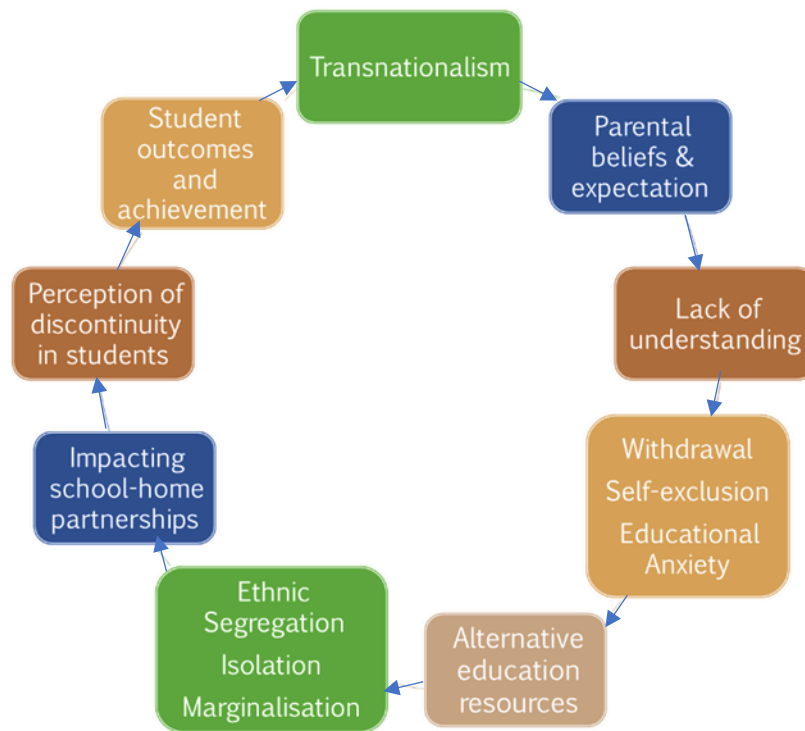 Transnationalism
Parental
beliefs &
expectation
Lack of
understanding
Withdrawal
Self-exclusion
Educational
Anxiety
Alternative
education
resources
Ethnic
Segregation
Isolation
Marginalisation
Impacting
school-home
partnerships
Perception of
discontinuity
in students
Student
outcomes
and
achievement